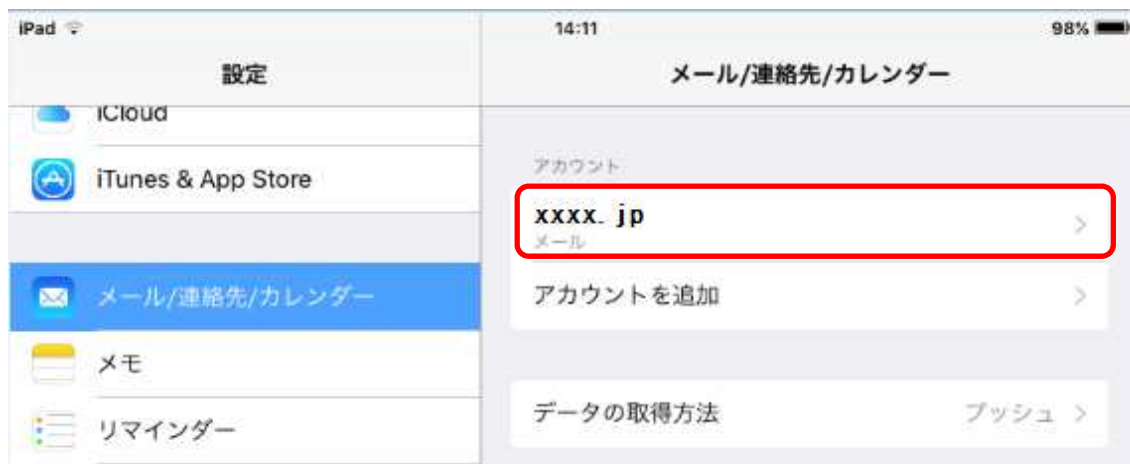 iPad 14:11 98%
設定
メール/連絡先/カレンダー
iCloud
iTunes & App Store
メール/連絡先/カレンダー
メモ
リマインダー
アカウント
xxxx. jp
メール
アカウントを追加
データの取得方法 プッシュ